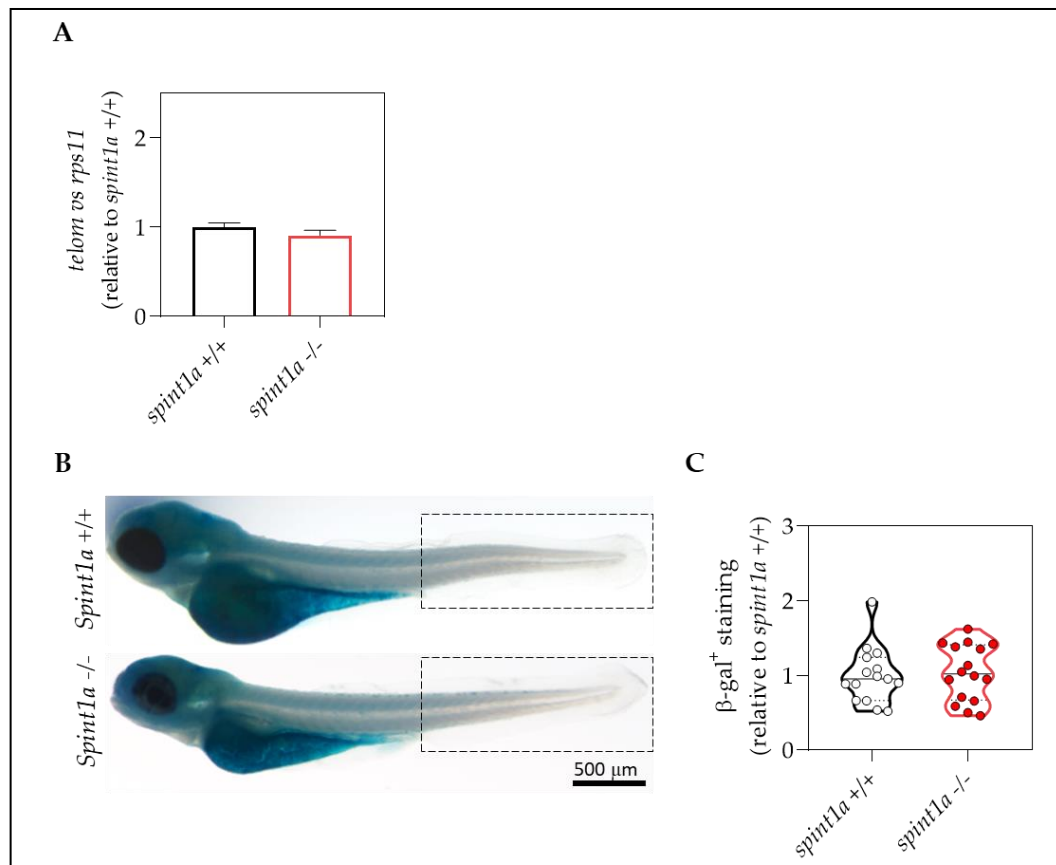 A
telom vs rps11
(relative to spint1a +/+)
2
1
0
spint1a +/+
spint1a -/-
B
Spint1a +/+
Spint1a -/-
500 μm
C
β-gal⁺ staining
(relative to spint1a +/+)
3
2
1
0
spint1a +/+
spint1a -/-